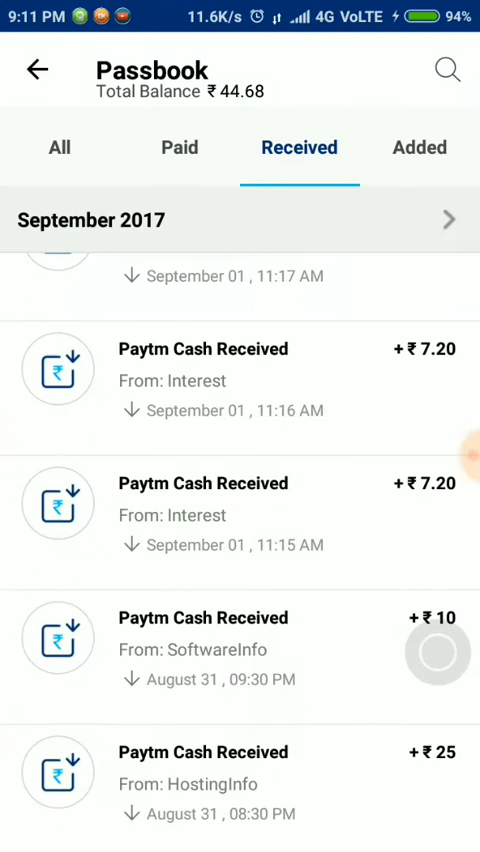 9:11 PM 11.6K/s 4G VoLTE 94%
Passbook
Total Balance ₹ 44.68
All Paid Received Added
September 2017
September 01 , 11:17 AM
Paytm Cash Received + ₹ 7.20
From: Interest
September 01 , 11:16 AM
Paytm Cash Received + ₹ 7.20
From: Interest
September 01 , 11:15 AM
Paytm Cash Received + ₹ 10
From: SoftwareInfo
August 31 , 09:30 PM
Paytm Cash Received + ₹ 25
From: HostingInfo
August 31 , 08:30 PM